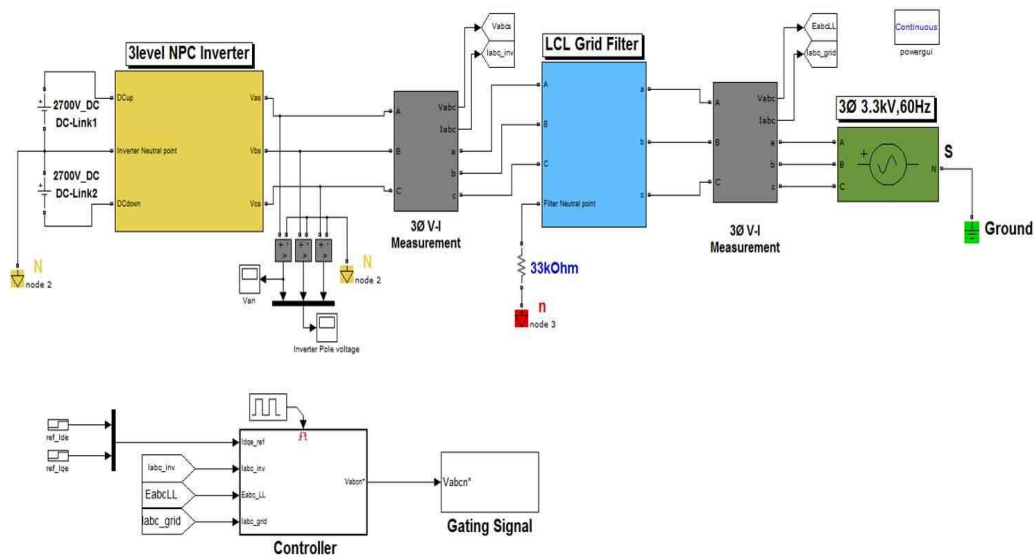 3level NPC Inverter
2700V_DC
DC-Link1
2700V_DC
DC-Link2
DCup
Inverter Neutral point
DCdown
Vas
Vbs
Vcs
N
node 2
Van
Inverter Pole voltage
N
node 2
Vabcs
Iabc_inv
A
B
C
Vabc
Iabc
a
b
c
3Ø V-I
Measurement
LCL Grid Filter
A
B
C
Filter Neutral point
a
b
c
33kOhm
n
node 3
EabcLL
Iabc_grid
A
B
C
Vabc
Iabc
a
b
c
3Ø V-I
Measurement
Continuous
powergui
3Ø 3.3kV,60Hz
A
B
C
N
S
Ground
ref_Ide
ref_Iqe
Iabc_inv
EabcLL
Iabc_grid
Idqe_ref
Iabc_inv
Eabc_LL
Iabc_grid
Vabcn*
Controller
Vabcn*
Gating Signal